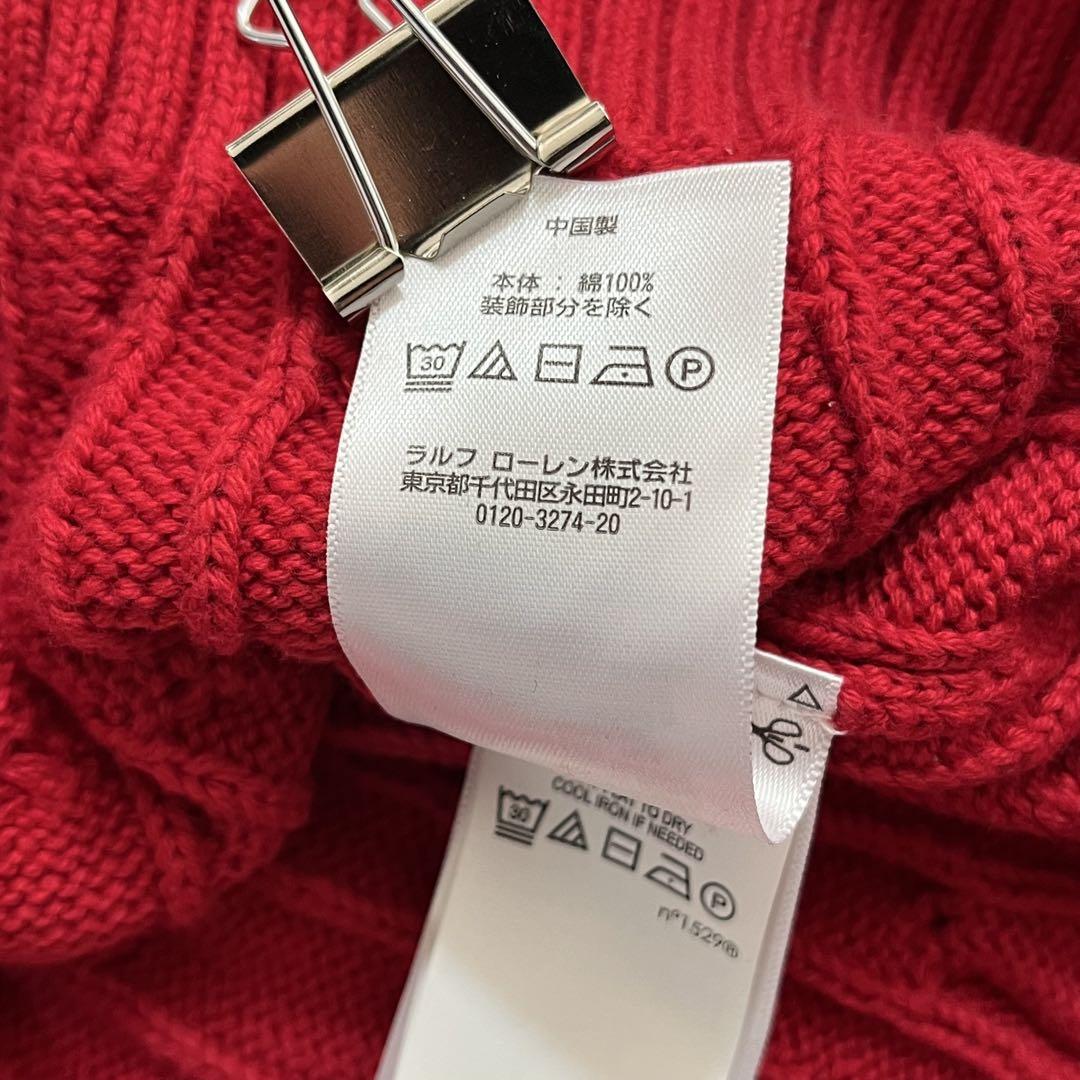 中国製
本体 : 綿100%
装飾部分を除く
30
P
ラルフ ローレン株式会社
東京都千代田区永田町2-10-1
0120-3274-20
TO DRY
COOL IRON IF NEEDED
30
P
n°1.529®